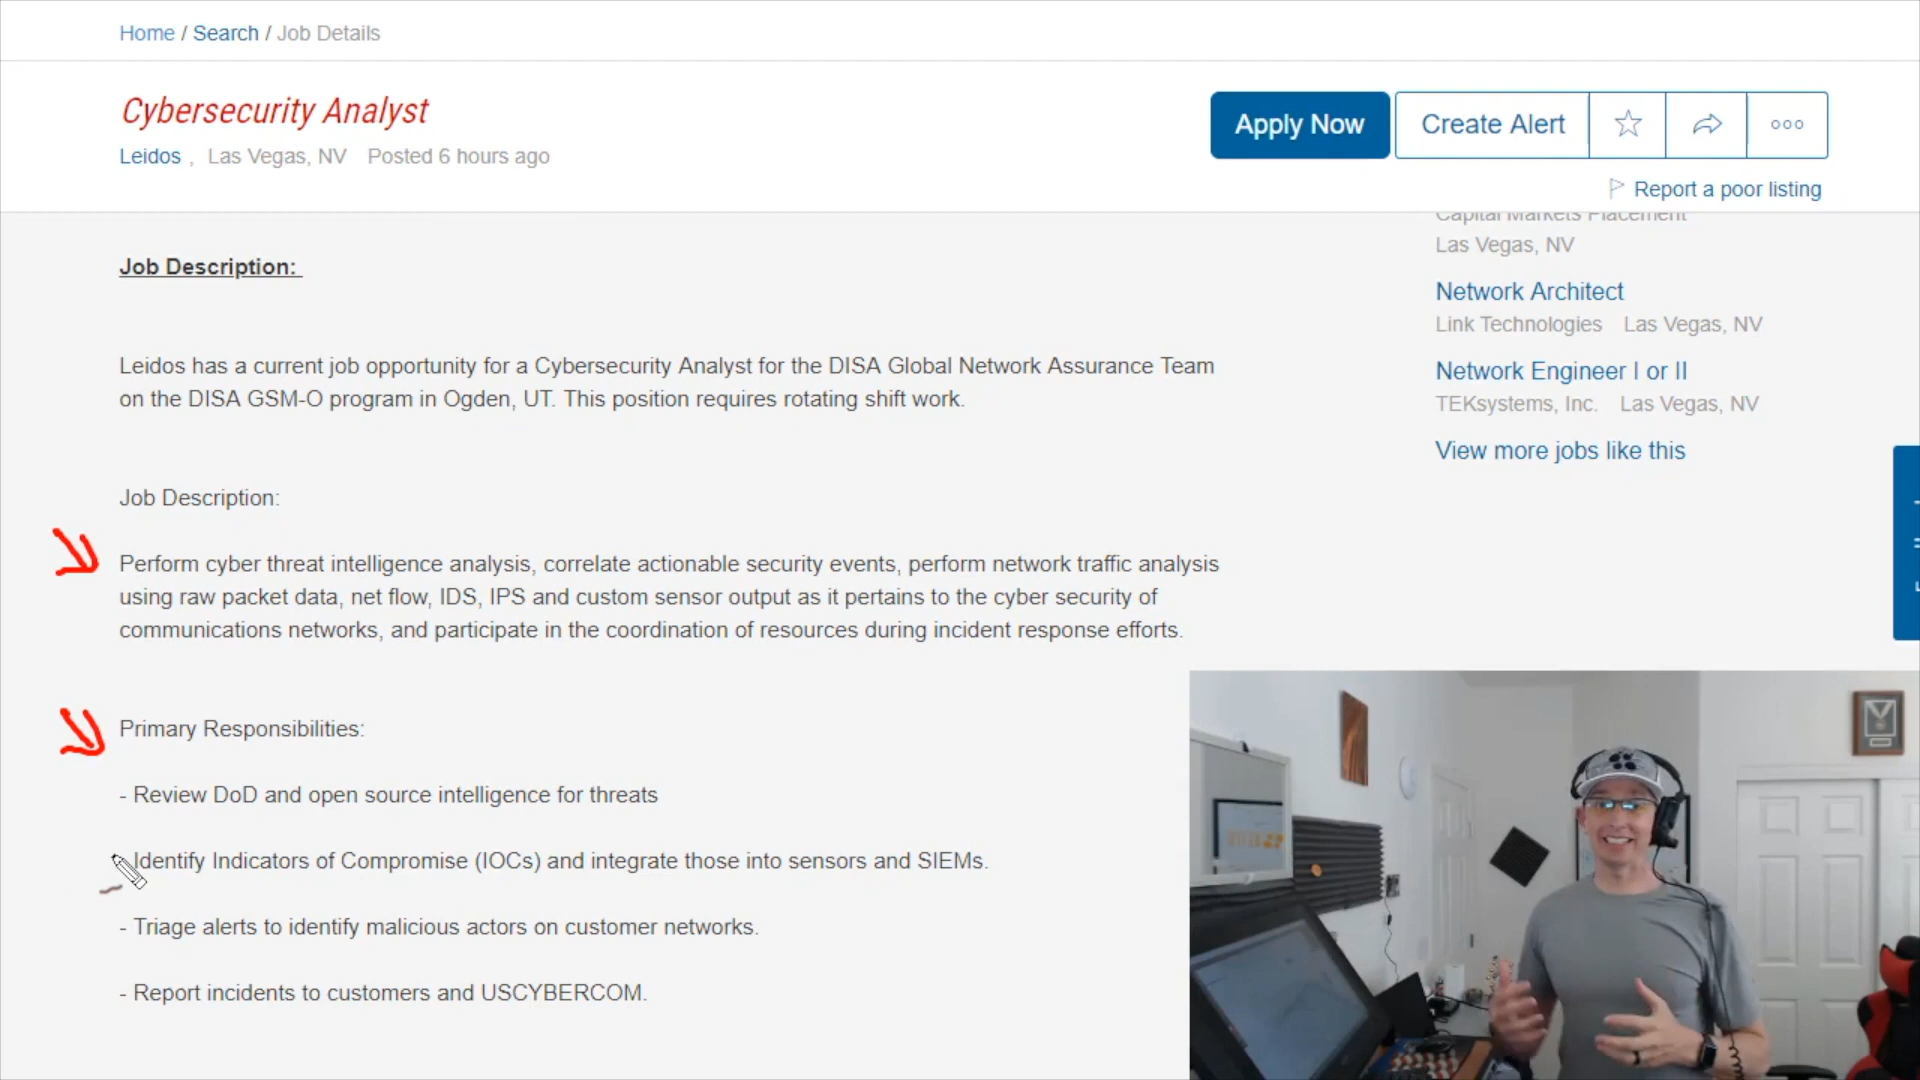 Home / Search / Job Details
Cybersecurity Analyst
Leidos , Las Vegas, NV Posted 6 hours ago
Apply Now
Create Alert
Report a poor listing
Capital Markets Placement
Las Vegas, NV
Network Architect
Link Technologies Las Vegas, NV
Network Engineer I or II
TEKsystems, Inc. Las Vegas, NV
View more jobs like this
Job Description:
Leidos has a current job opportunity for a Cybersecurity Analyst for the DISA Global Network Assurance Team
on the DISA GSM-O program in Ogden, UT. This position requires rotating shift work.
Job Description:
Perform cyber threat intelligence analysis, correlate actionable security events, perform network traffic analysis
using raw packet data, net flow, IDS, IPS and custom sensor output as it pertains to the cyber security of
communications networks, and participate in the coordination of resources during incident response efforts.
Primary Responsibilities:
- Review DoD and open source intelligence for threats
Identify Indicators of Compromise (IOCs) and integrate those into sensors and SIEMs.
- Triage alerts to identify malicious actors on customer networks.
- Report incidents to customers and USCYBERCOM.